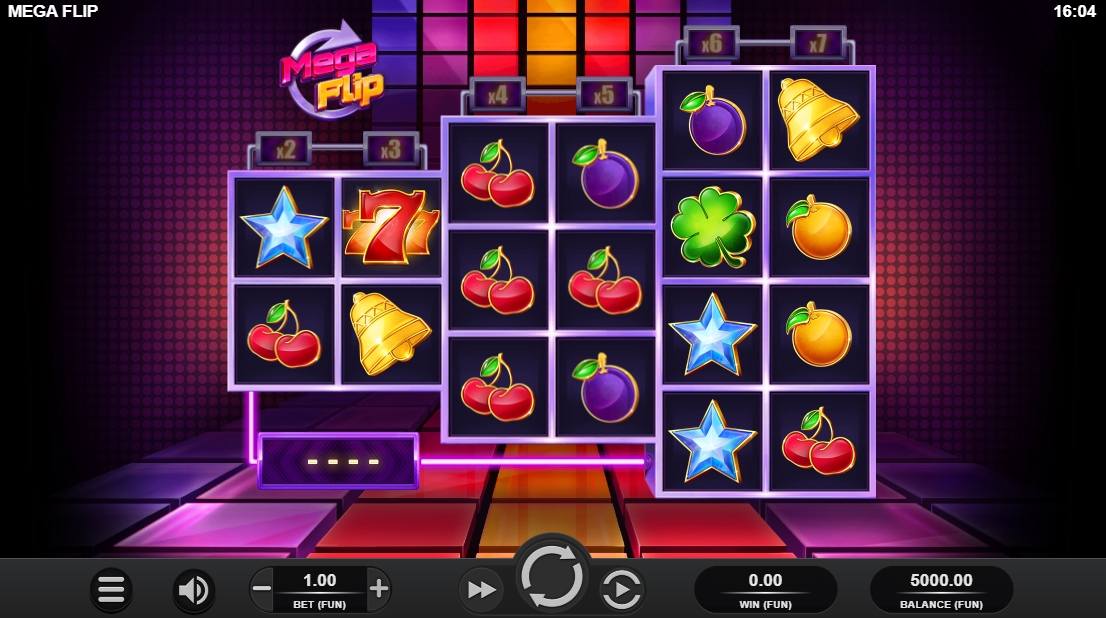 MEGA FLIP
16:04
Mega
Flip
x2
x3
x4
x5
x6
x7
7
- - - -
1.00
BET (FUN)
0.00
WIN (FUN)
5000.00
BALANCE (FUN)